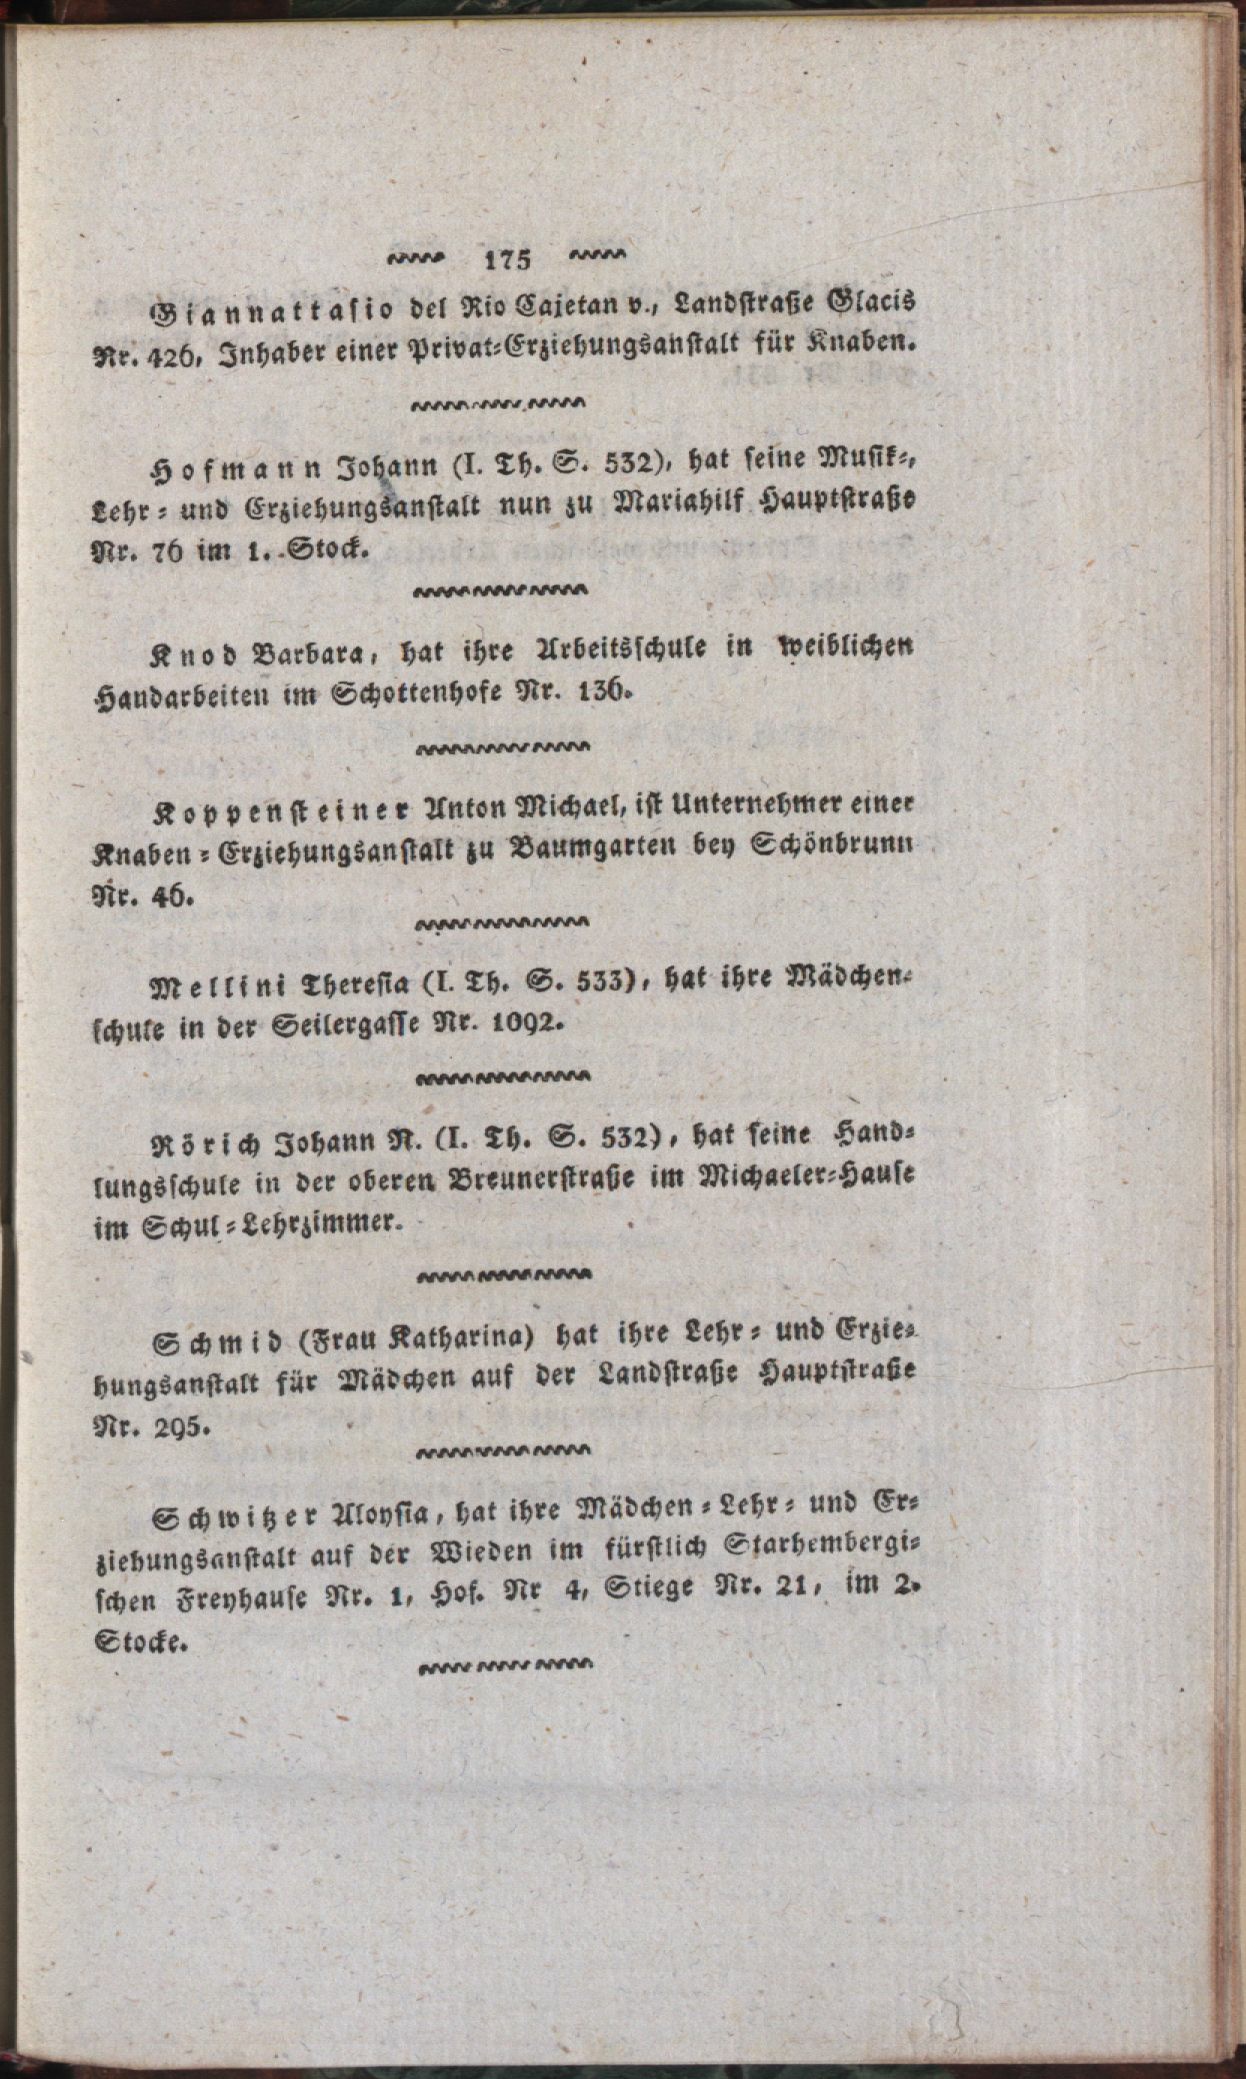 175
Giannattasio del Rio Cajetan v., Landstraße Glacis
Nr. 426, Inhaber einer Privat-Erziehungsanstalt für Knaben.
Hofmann Johann (I. Th. S. 532), hat seine Musik-,
Lehr- und Erziehungsanstalt nun zu Mariahilf Hauptstraße
Nr. 76 im 1. Stock.
Knod Barbara, hat ihre Arbeitsschule in weiblichen
Handarbeiten im Schottenhofe Nr. 136.
Koppensteiner Anton Michael, ist Unternehmer einer
Knaben-Erziehungsanstalt zu Baumgarten bey Schönbrunn
Nr. 46.
Mellini Theresia (I. Th. S. 533), hat ihre Mädchen-
schule in der Seilergasse Nr. 1092.
Rörich Johann N. (I. Th. S. 532), hat seine Hand-
lungsschule in der oberen Breunerstraße im Michaeler-Hause
im Schul-Lehrzimmer.
Schmid (Frau Katharina) hat ihre Lehr- und Erzie-
hungsanstalt für Mädchen auf der Landstraße Hauptstraße
Nr. 295.
Schwitzer Aloysia, hat ihre Mädchen-Lehr- und Er-
ziehungsanstalt auf der Wieden im fürstlich Starhembergi-
schen Freyhause Nr. 1, Hof. Nr 4, Stiege Nr. 21, im 2.
Stocke.